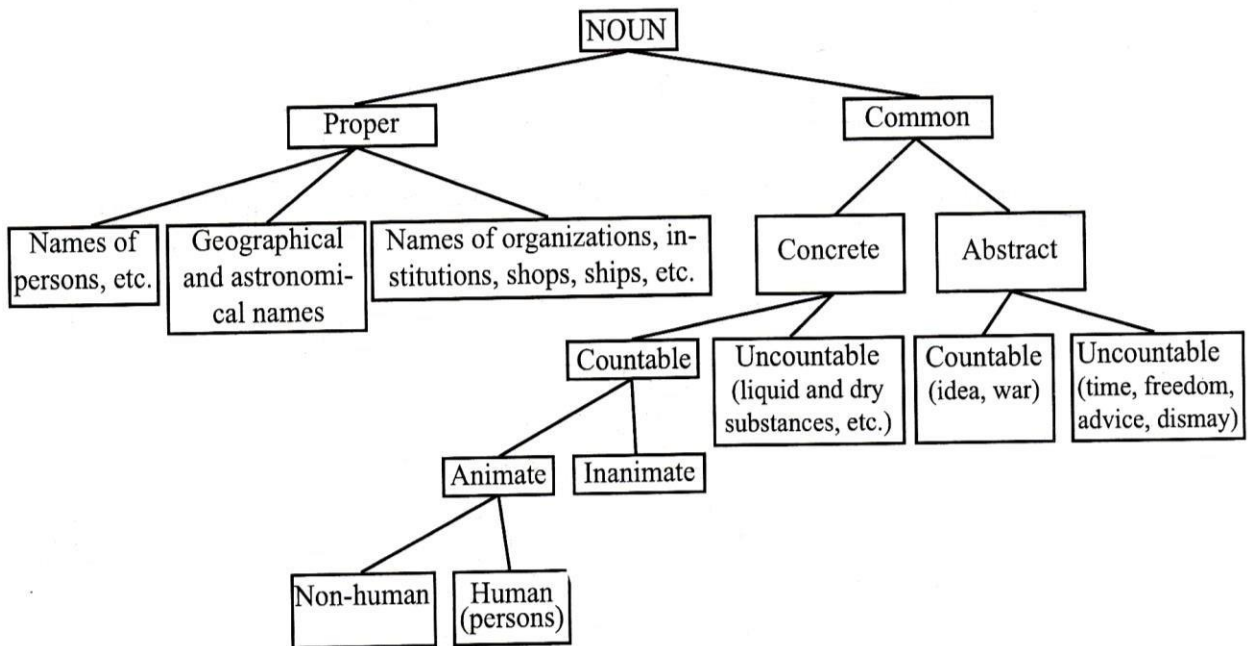 NOUN
Proper
Common
Names of
persons, etc.
Geographical
and astronomi-
cal names
Names of organizations, in-
stitutions, shops, ships, etc.
Concrete
Abstract
Countable
Uncountable
(liquid and dry
substances, etc.)
Countable
(idea, war)
Uncountable
(time, freedom,
advice, dismay)
Animate
Inanimate
Non-human
Human
(persons)